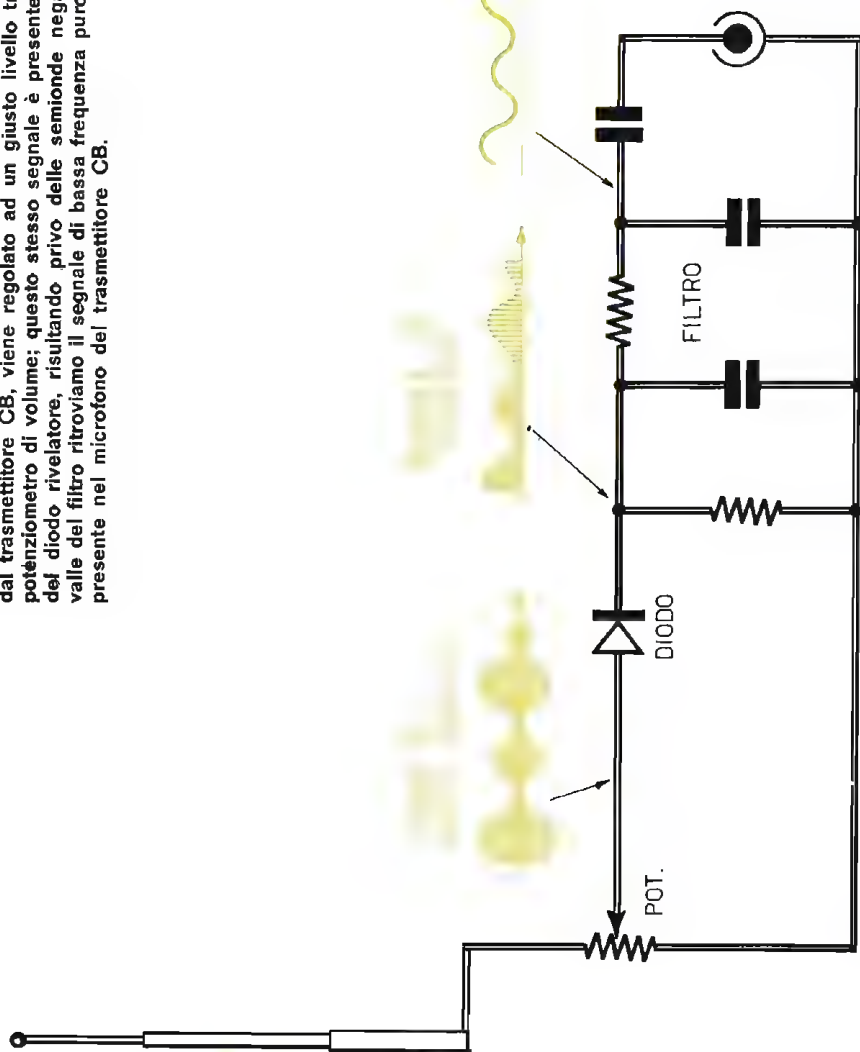 dal trasmettitore CB, viene regolato ad un giusto livello
potenziometro di volume; questo stesso segnale è presente
del diodo rivelatore, risultando privo delle semionde
valle del filtro ritroviamo il segnale di bassa frequenza puro
presente nel microfono del trasmettitore CB.
FILTRO
DIODO
POT.